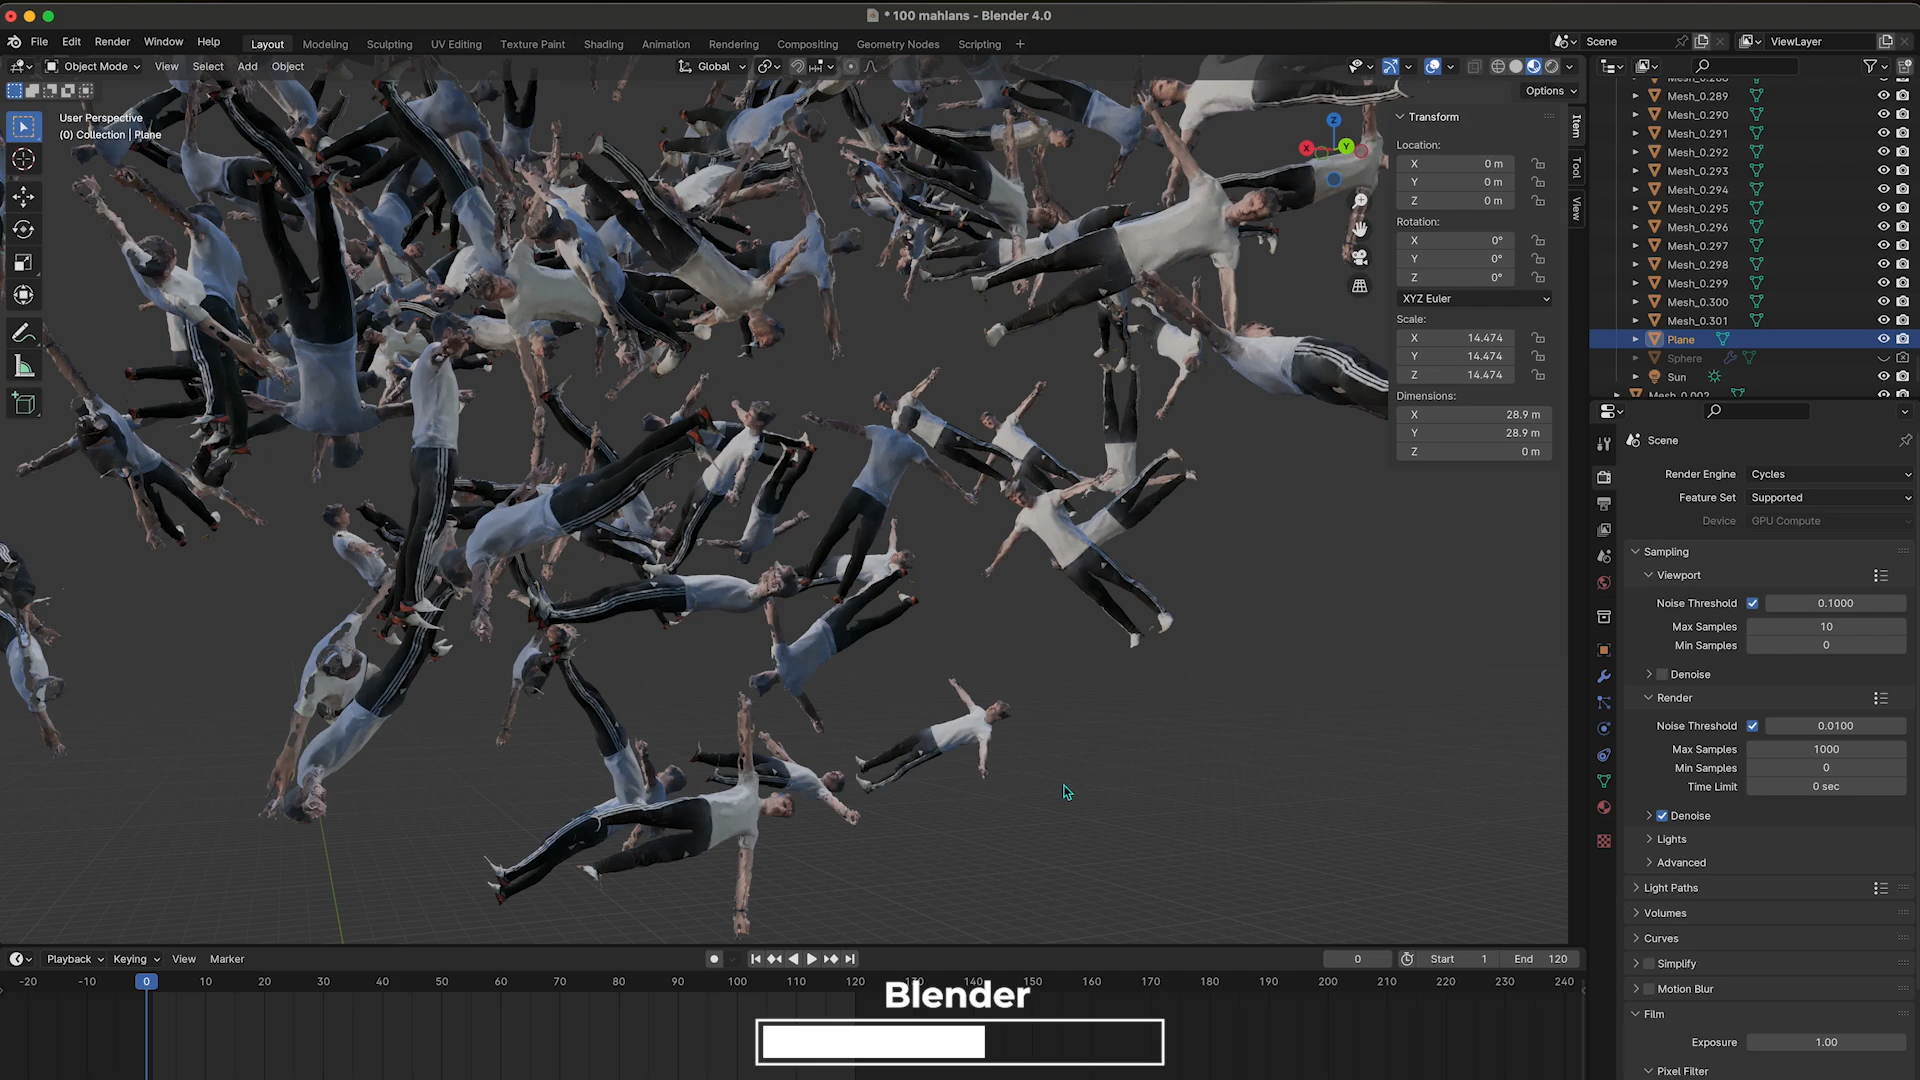 * 100 mahlans - Blender 4.0
File Edit Render Window Help
Layout Modeling Sculpting UV Editing Texture Paint Shading Animation Rendering Compositing Geometry Nodes Scripting +
Scene
ViewLayer
Object Mode View Select Add Object
Global
Options
User Perspective
(0) Collection | Plane
Z
X
Y
Item
Tool
View
Transform
Location:
X 0 m
Y 0 m
Z 0 m
Rotation:
X 0°
Y 0°
Z 0°
XYZ Euler
Scale:
X 14.474
Y 14.474
Z 14.474
Dimensions:
X 28.9 m
Y 28.9 m
Z 0 m
Mesh_0.289
Mesh_0.290
Mesh_0.291
Mesh_0.292
Mesh_0.293
Mesh_0.294
Mesh_0.295
Mesh_0.296
Mesh_0.297
Mesh_0.298
Mesh_0.299
Mesh_0.300
Mesh_0.301
Plane
Sphere
Sun
Mesh_0.002
Scene
Render Engine Cycles
Feature Set Supported
Device GPU Compute
Sampling
Viewport
Noise Threshold 0.1000
Max Samples 10
Min Samples 0
Denoise
Render
Noise Threshold 0.0100
Max Samples 1000
Min Samples 0
Time Limit 0 sec
Denoise
Lights
Advanced
Light Paths
Volumes
Curves
Simplify
Motion Blur
Film
Exposure 1.00
Pixel Filter
Playback Keying View Marker
0 Start 1 End 120
-20 -10 0 10 20 30 40 50 60 70 80 90 100 110 120 130 140 150 160 170 180 190 200 210 220 230 240
Blender